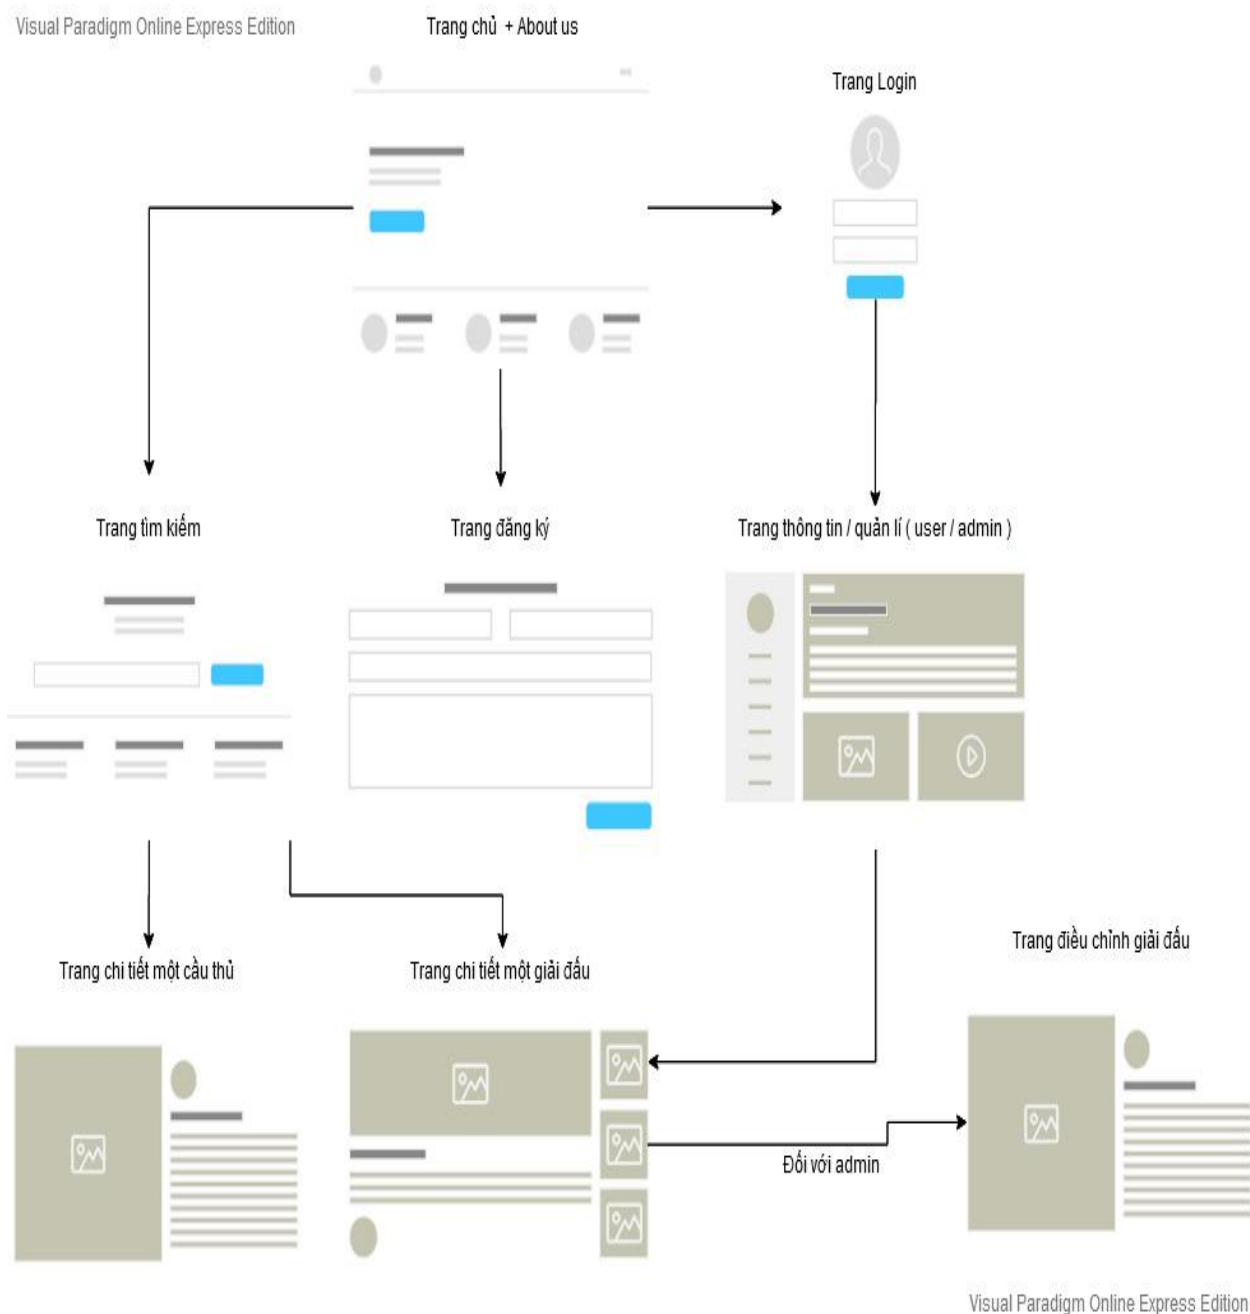 Visual Paradigm Online Express Edition
Trang chủ + About us
Trang Login
Trang tìm kiếm
Trang đăng ký
Trang thông tin / quản lí ( user / admin )
Trang chi tiết một cầu thủ
Trang chi tiết một giải đấu
Trang điều chỉnh giải đấu
Đối với admin
Visual Paradigm Online Express Edition